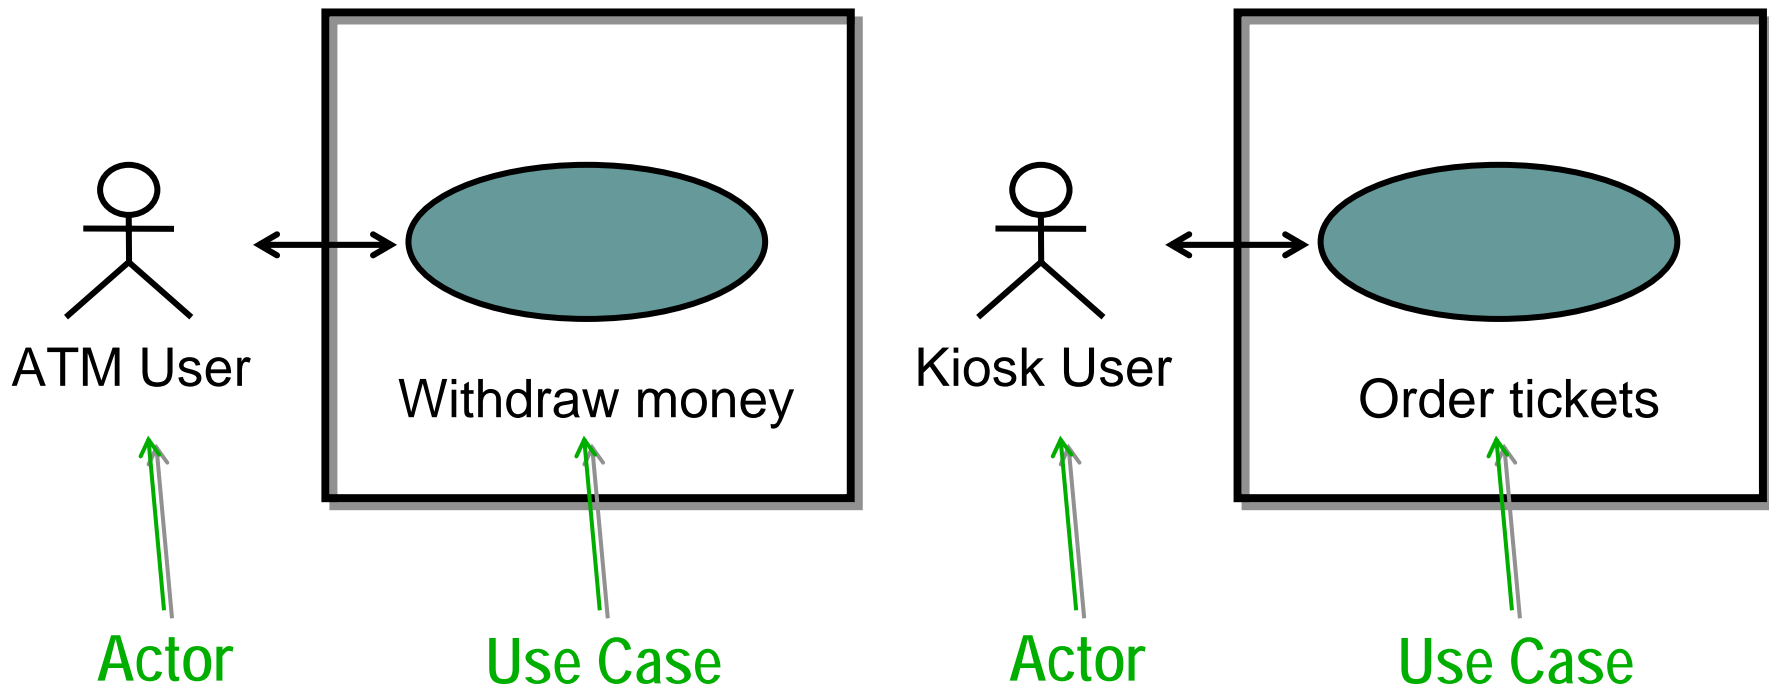 ATM User
Withdraw money
Kiosk User
Order tickets
Actor
Use Case
Actor
Use Case